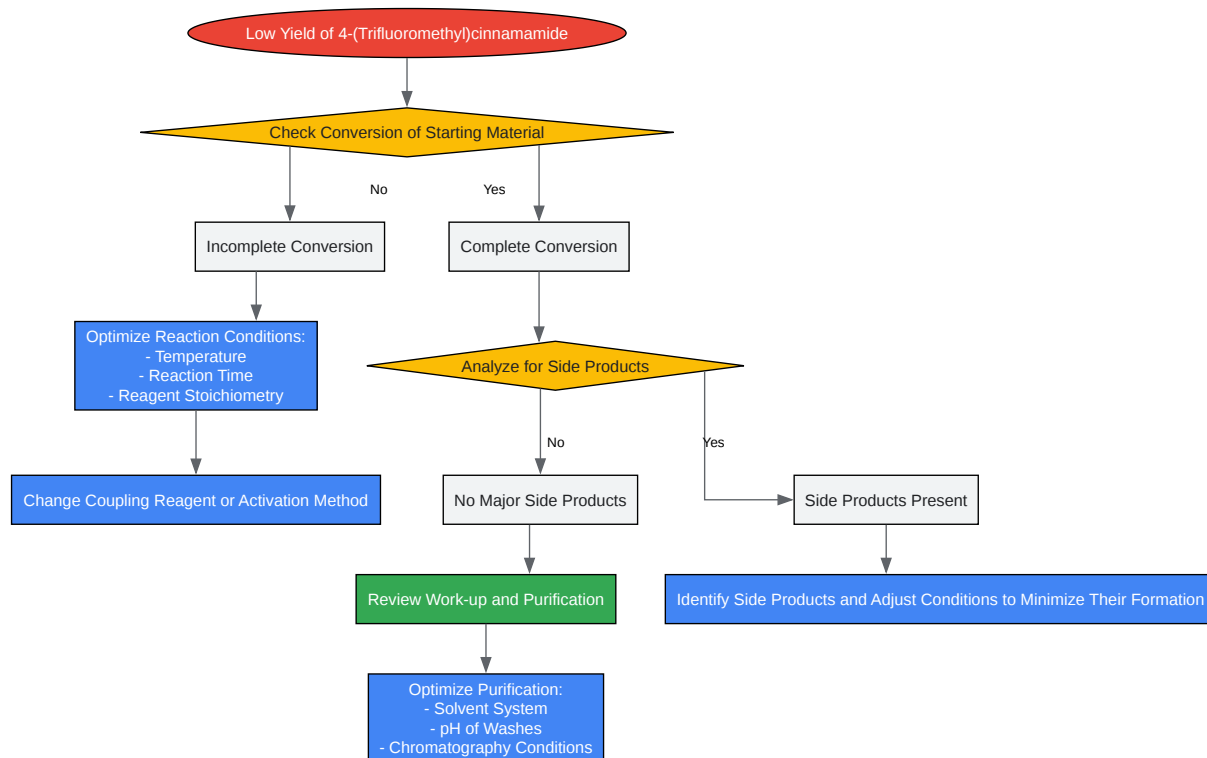 Low Yield of 4-(Trifluoromethyl)cinnamamide
Check Conversion of Starting Material
No
Yes
Incomplete Conversion
Complete Conversion
Optimize Reaction Conditions:
- Temperature
- Reaction Time
- Reagent Stoichiometry
Analyze for Side Products
No
Yes
Change Coupling Reagent or Activation Method
No Major Side Products
Side Products Present
Review Work-up and Purification
Identify Side Products and Adjust Conditions to Minimize Their Formation
Optimize Purification:
- Solvent System
- pH of Washes
- Chromatography Conditions